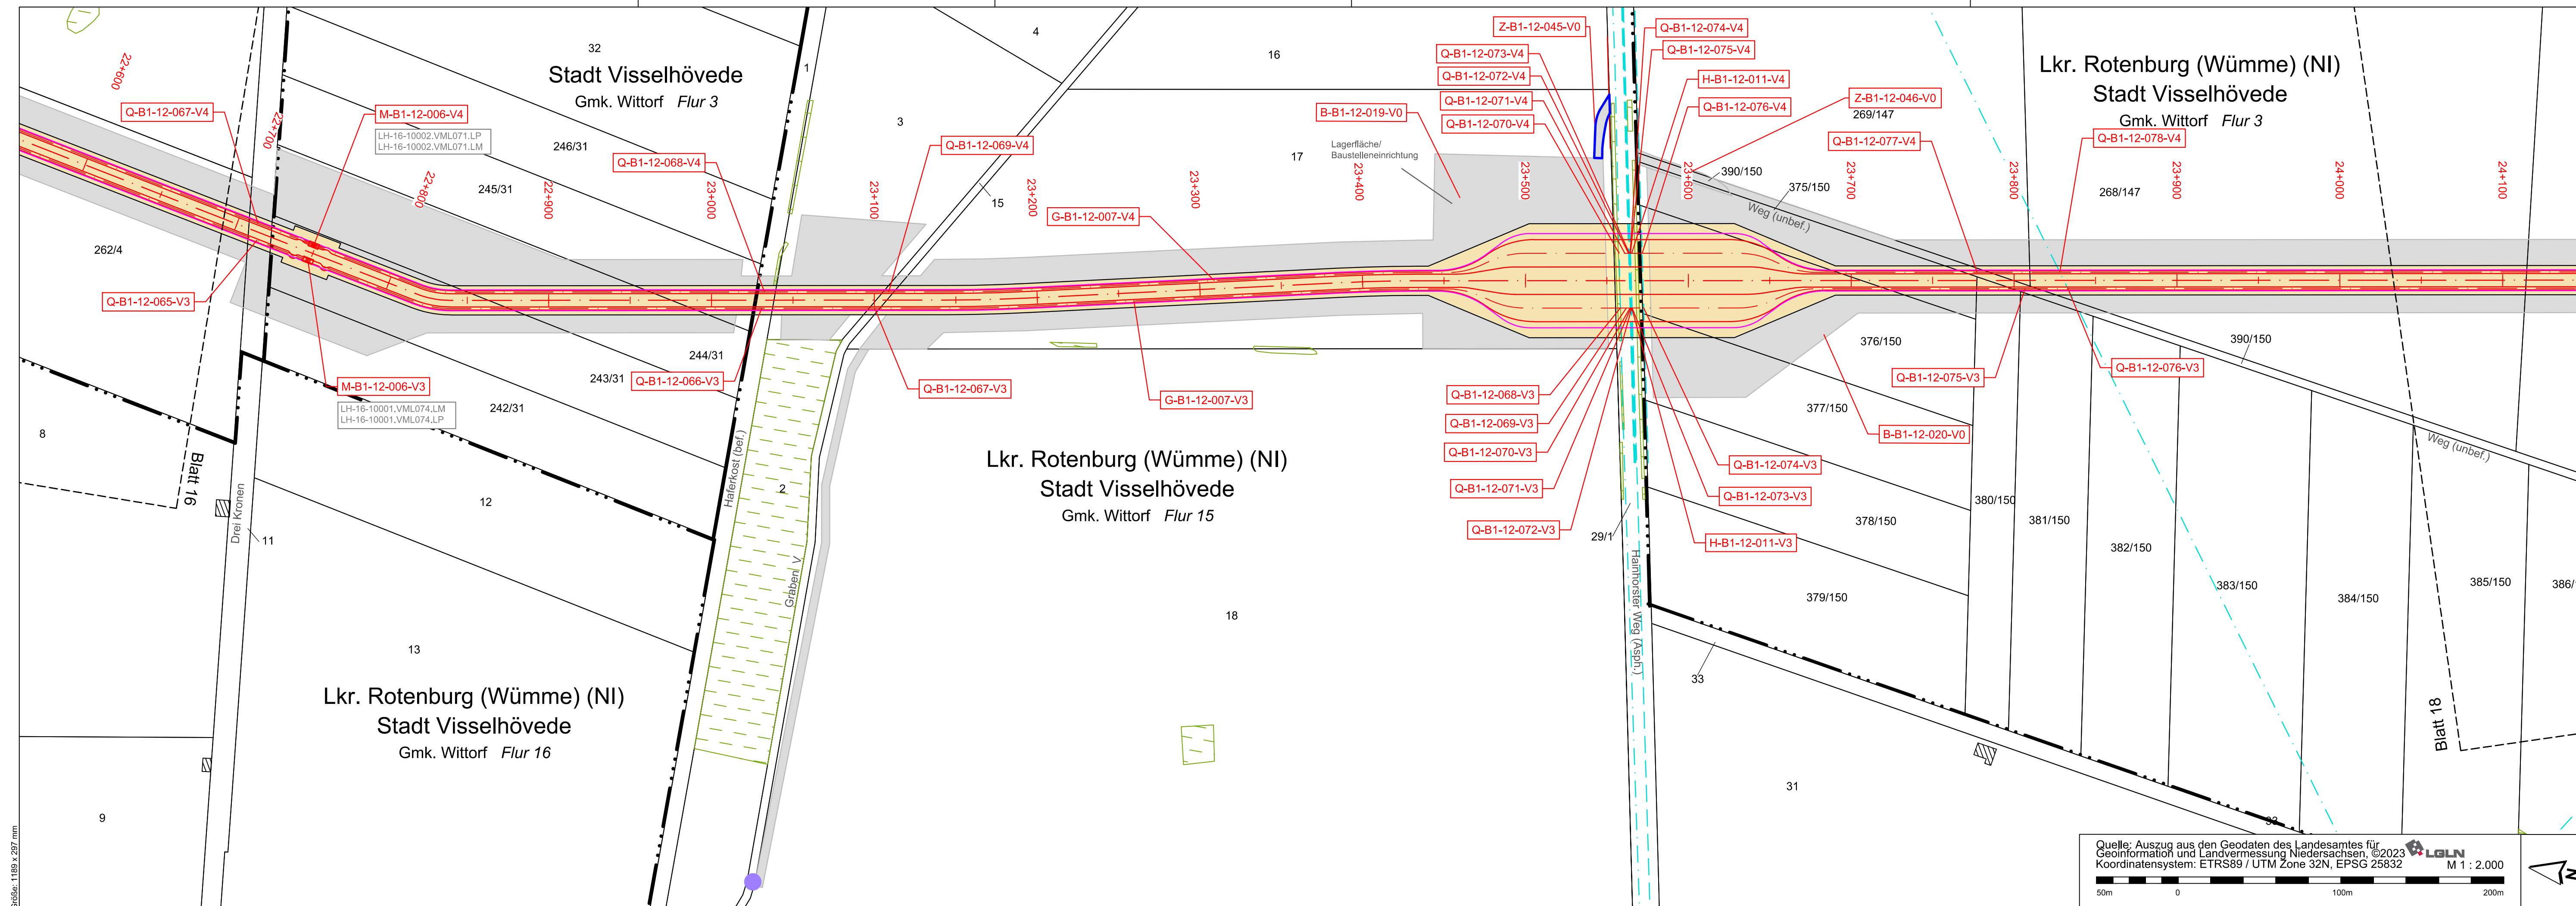 32
Stadt Visselhövede
Gmk. Wittorf Flur 3
1
4
3
16
Z-B1-12-045-V0
Q-B1-12-073-V4
Q-B1-12-072-V4
Q-B1-12-071-V4
Q-B1-12-070-V4
Q-B1-12-074-V4
Q-B1-12-075-V4
H-B1-12-011-V4
Q-B1-12-076-V4
Z-B1-12-046-V0
269/147
Lkr. Rotenburg (Wümme) (NI)
Stadt Visselhövede
Gmk. Wittorf Flur 3
Q-B1-12-077-V4
Q-B1-12-078-V4
22+600
Q-B1-12-067-V4
22+700
M-B1-12-006-V4
LH-16-10002.VML071.LP
LH-16-10002.VML071.LM
246/31
245/31
Q-B1-12-068-V4
Q-B1-12-069-V4
B-B1-12-019-V0
Lagerfläche/
Baustelleneinrichtung
17
15
22+800
22+900
23+000
23+100
23+200
23+300
23+400
23+500
23+600
23+700
23+800
23+900
24+000
24+100
390/150
375/150
Weg (unbef.)
268/147
G-B1-12-007-V4
262/4
Q-B1-12-065-V3
M-B1-12-006-V3
LH-16-10001.VML074.LM
LH-16-10001.VML074.LP
244/31
243/31
242/31
Q-B1-12-066-V3
Q-B1-12-067-V3
G-B1-12-007-V3
Q-B1-12-068-V3
Q-B1-12-069-V3
Q-B1-12-070-V3
Q-B1-12-071-V3
Q-B1-12-072-V3
Q-B1-12-074-V3
Q-B1-12-073-V3
H-B1-12-011-V3
376/150
377/150
Q-B1-12-075-V3
Q-B1-12-076-V3
B-B1-12-020-V0
390/150
Weg (unbef.)
8
Blatt 16
Drei Kronen
11
12
Haferkost (bef.)
2
Graben V
Lkr. Rotenburg (Wümme) (NI)
Stadt Visselhövede
Gmk. Wittorf Flur 15
29/1
Hainhorster Weg (Asph.)
378/150
379/150
380/150
381/150
382/150
383/150
384/150
385/150
386/
18
13
Lkr. Rotenburg (Wümme) (NI)
Stadt Visselhövede
Gmk. Wittorf Flur 16
33
31
33
9
Blatt 18
Größe: 1189 x 297 mm
Quelle: Auszug aus den Geodaten des Landesamtes für
Geoinformation und Landvermessung Niedersachsen, ©2023
LGLN
Koordinatensystem: ETRS89 / UTM Zone 32N, EPSG 25832
M 1 : 2.000
50m 0 100m 200m
N